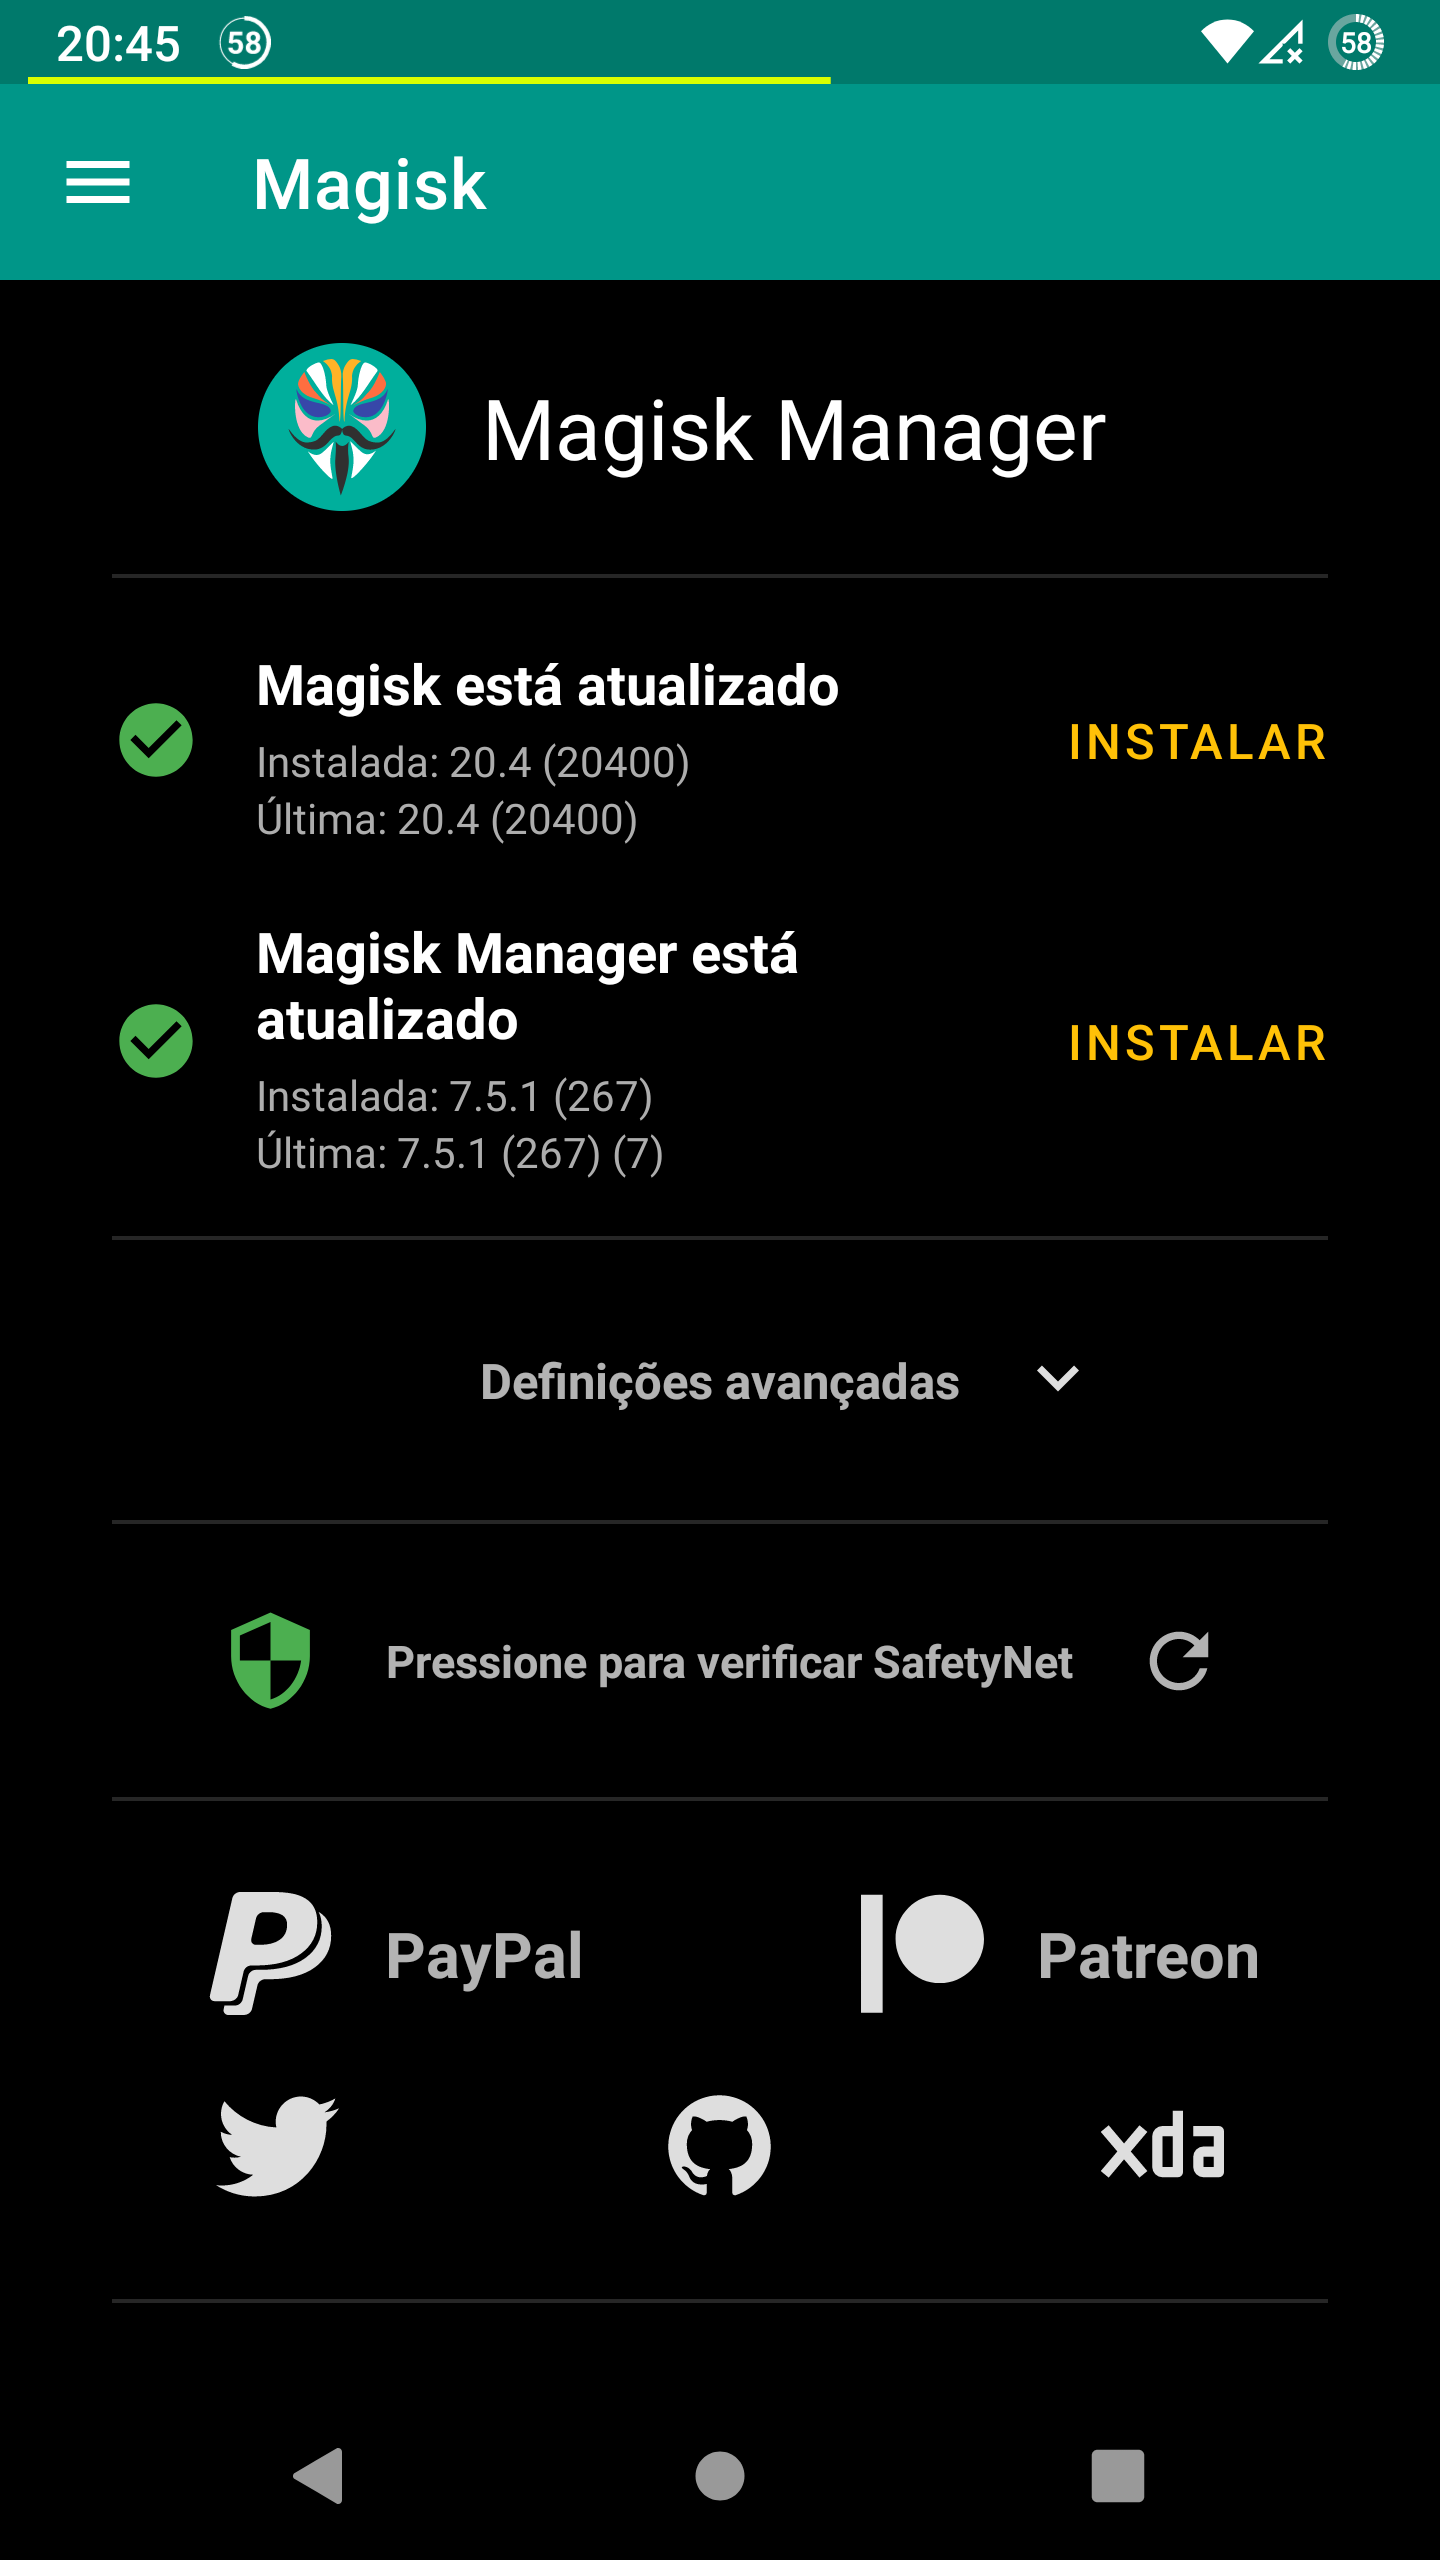 20:45 58 58
Magisk
Magisk Manager
Magisk está atualizado
Instalada: 20.4 (20400)
Última: 20.4 (20400)
INSTALAR
Magisk Manager está
atualizado
Instalada: 7.5.1 (267)
Última: 7.5.1 (267) (7)
INSTALAR
Definições avançadas
Pressione para verificar SafetyNet
PayPal
Patreon
xda